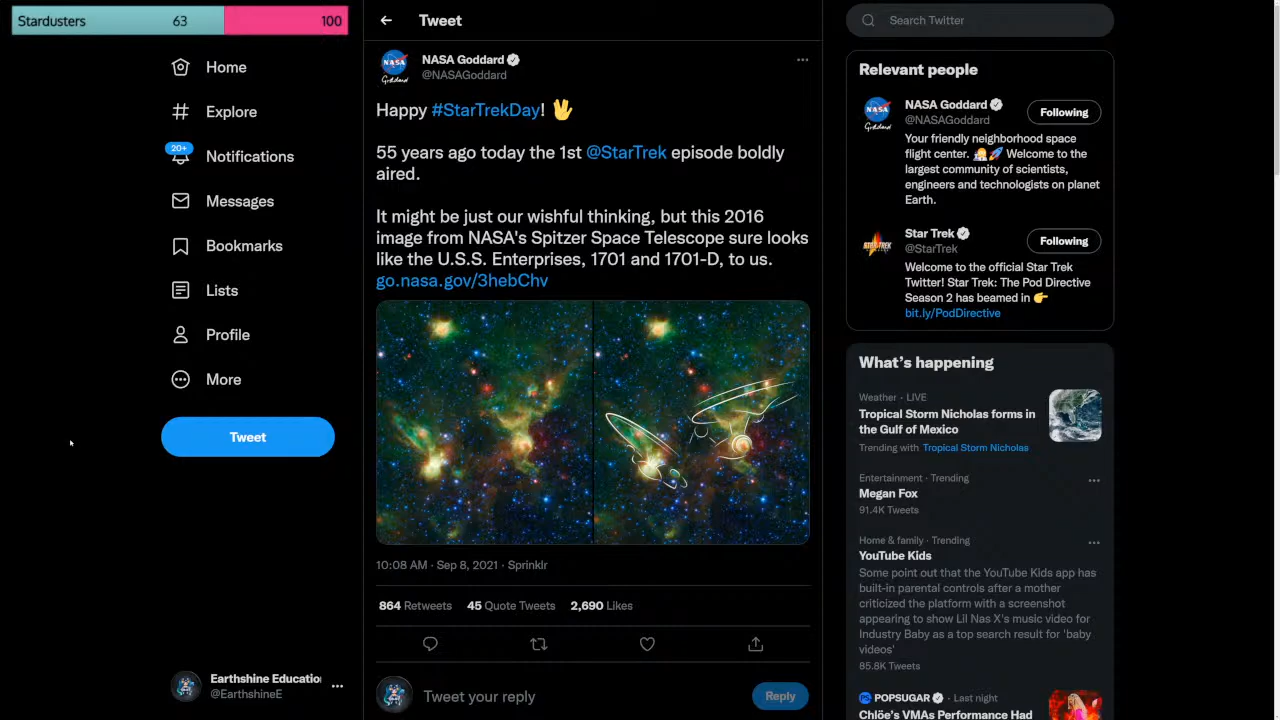 Stardusters 63 100
Home
Explore
20+
Notifications
Messages
Bookmarks
Lists
Profile
More
Tweet
Earthshine Education
@EarthshineE
Tweet
NASA Goddard
@NASAGoddard
Happy #StarTrekDay! 🖖
55 years ago today the 1st @StarTrek episode boldly
aired.
It might be just our wishful thinking, but this 2016
image from NASA's Spitzer Space Telescope sure looks
like the U.S.S. Enterprises, 1701 and 1701-D, to us.
go.nasa.gov/3hebChv
10:08 AM · Sep 8, 2021 · Sprinklr
864 Retweets 45 Quote Tweets 2,690 Likes
Tweet your reply
Reply
Search Twitter
Relevant people
NASA Goddard
@NASAGoddard
Following
Your friendly neighborhood space
flight center. 👩‍🚀🚀 Welcome to the
largest community of scientists,
engineers and technologists on planet
Earth.
Star Trek
@StarTrek
Following
Welcome to the official Star Trek
Twitter! Star Trek: The Pod Directive
Season 2 has beamed in 👉
bit.ly/PodDirective
What's happening
Weather · LIVE
Tropical Storm Nicholas forms in
the Gulf of Mexico
Trending with Tropical Storm Nicholas
Entertainment · Trending
Megan Fox
91.4K Tweets
Home & family · Trending
YouTube Kids
Some point out that the YouTube Kids app has
built-in parental controls after a mother
criticized the platform with a screenshot
appearing to show Lil Nas X's music video for
Industry Baby as a top search result for 'baby
videos'
85.8K Tweets
POPSUGAR · Last night
Chlöe's VMAs Performance Had